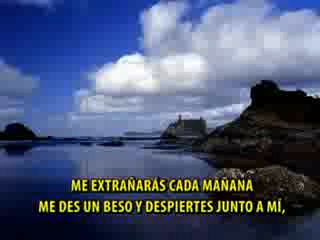 ME EXTRAÑARÁS CADA MAÑANA
ME DES UN BESO Y DESPIERTES JUNTO A MÍ,